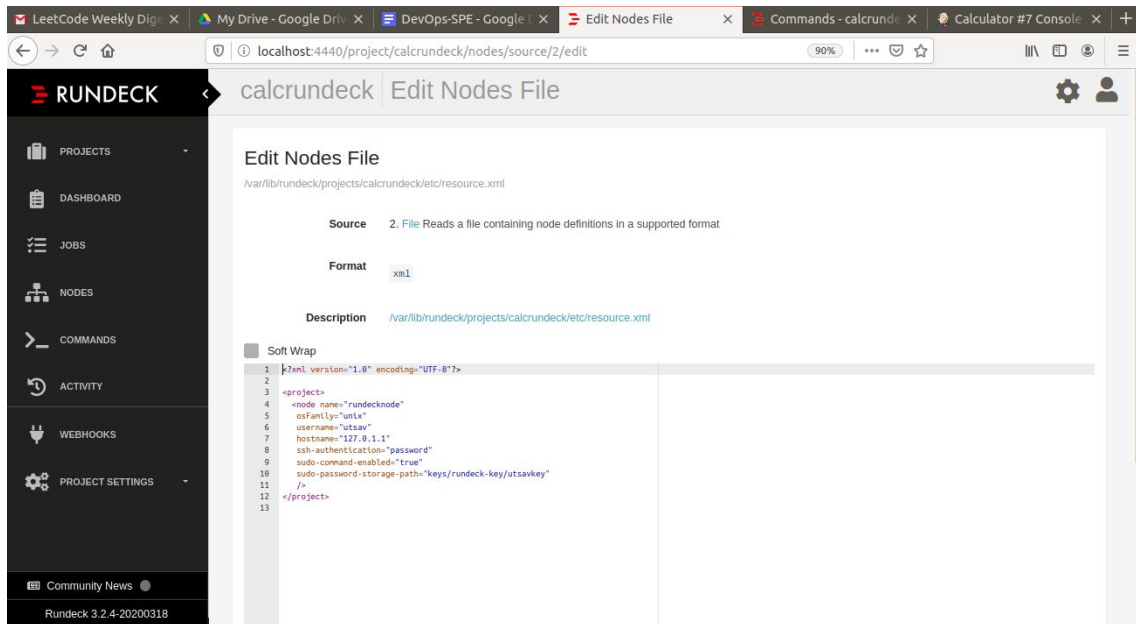 LeetCode Weekly Dige
My Drive - Google Driv
DevOps-SPE - Google D
Edit Nodes File
Commands - calcrunde
Calculator #7 Console
localhost:4440/project/calcrundeck/nodes/source/2/edit
90%
RUNDECK
calcrundeck Edit Nodes File
PROJECTS
DASHBOARD
JOBS
NODES
COMMANDS
ACTIVITY
WEBHOOKS
PROJECT SETTINGS
Community News
Rundeck 3.2.4-20200318
Edit Nodes File
/var/lib/rundeck/projects/calcrundeck/etc/resource.xml
Source 2. File Reads a file containing node definitions in a supported format
Format xml
Description /var/lib/rundeck/projects/calcrundeck/etc/resource.xml
Soft Wrap
1 <?xml version="1.0" encoding="UTF-8"?>
2
3 <project>
4 <node name="rundecknode"
5 osFamily="unix"
6 username="utsav"
7 hostname="127.0.1.1"
8 ssh-authentication="password"
9 sudo-command-enabled="true"
10 sudo-password-storage-path="keys/rundeck-key/utsavkey"
11 />
12 </project>
13